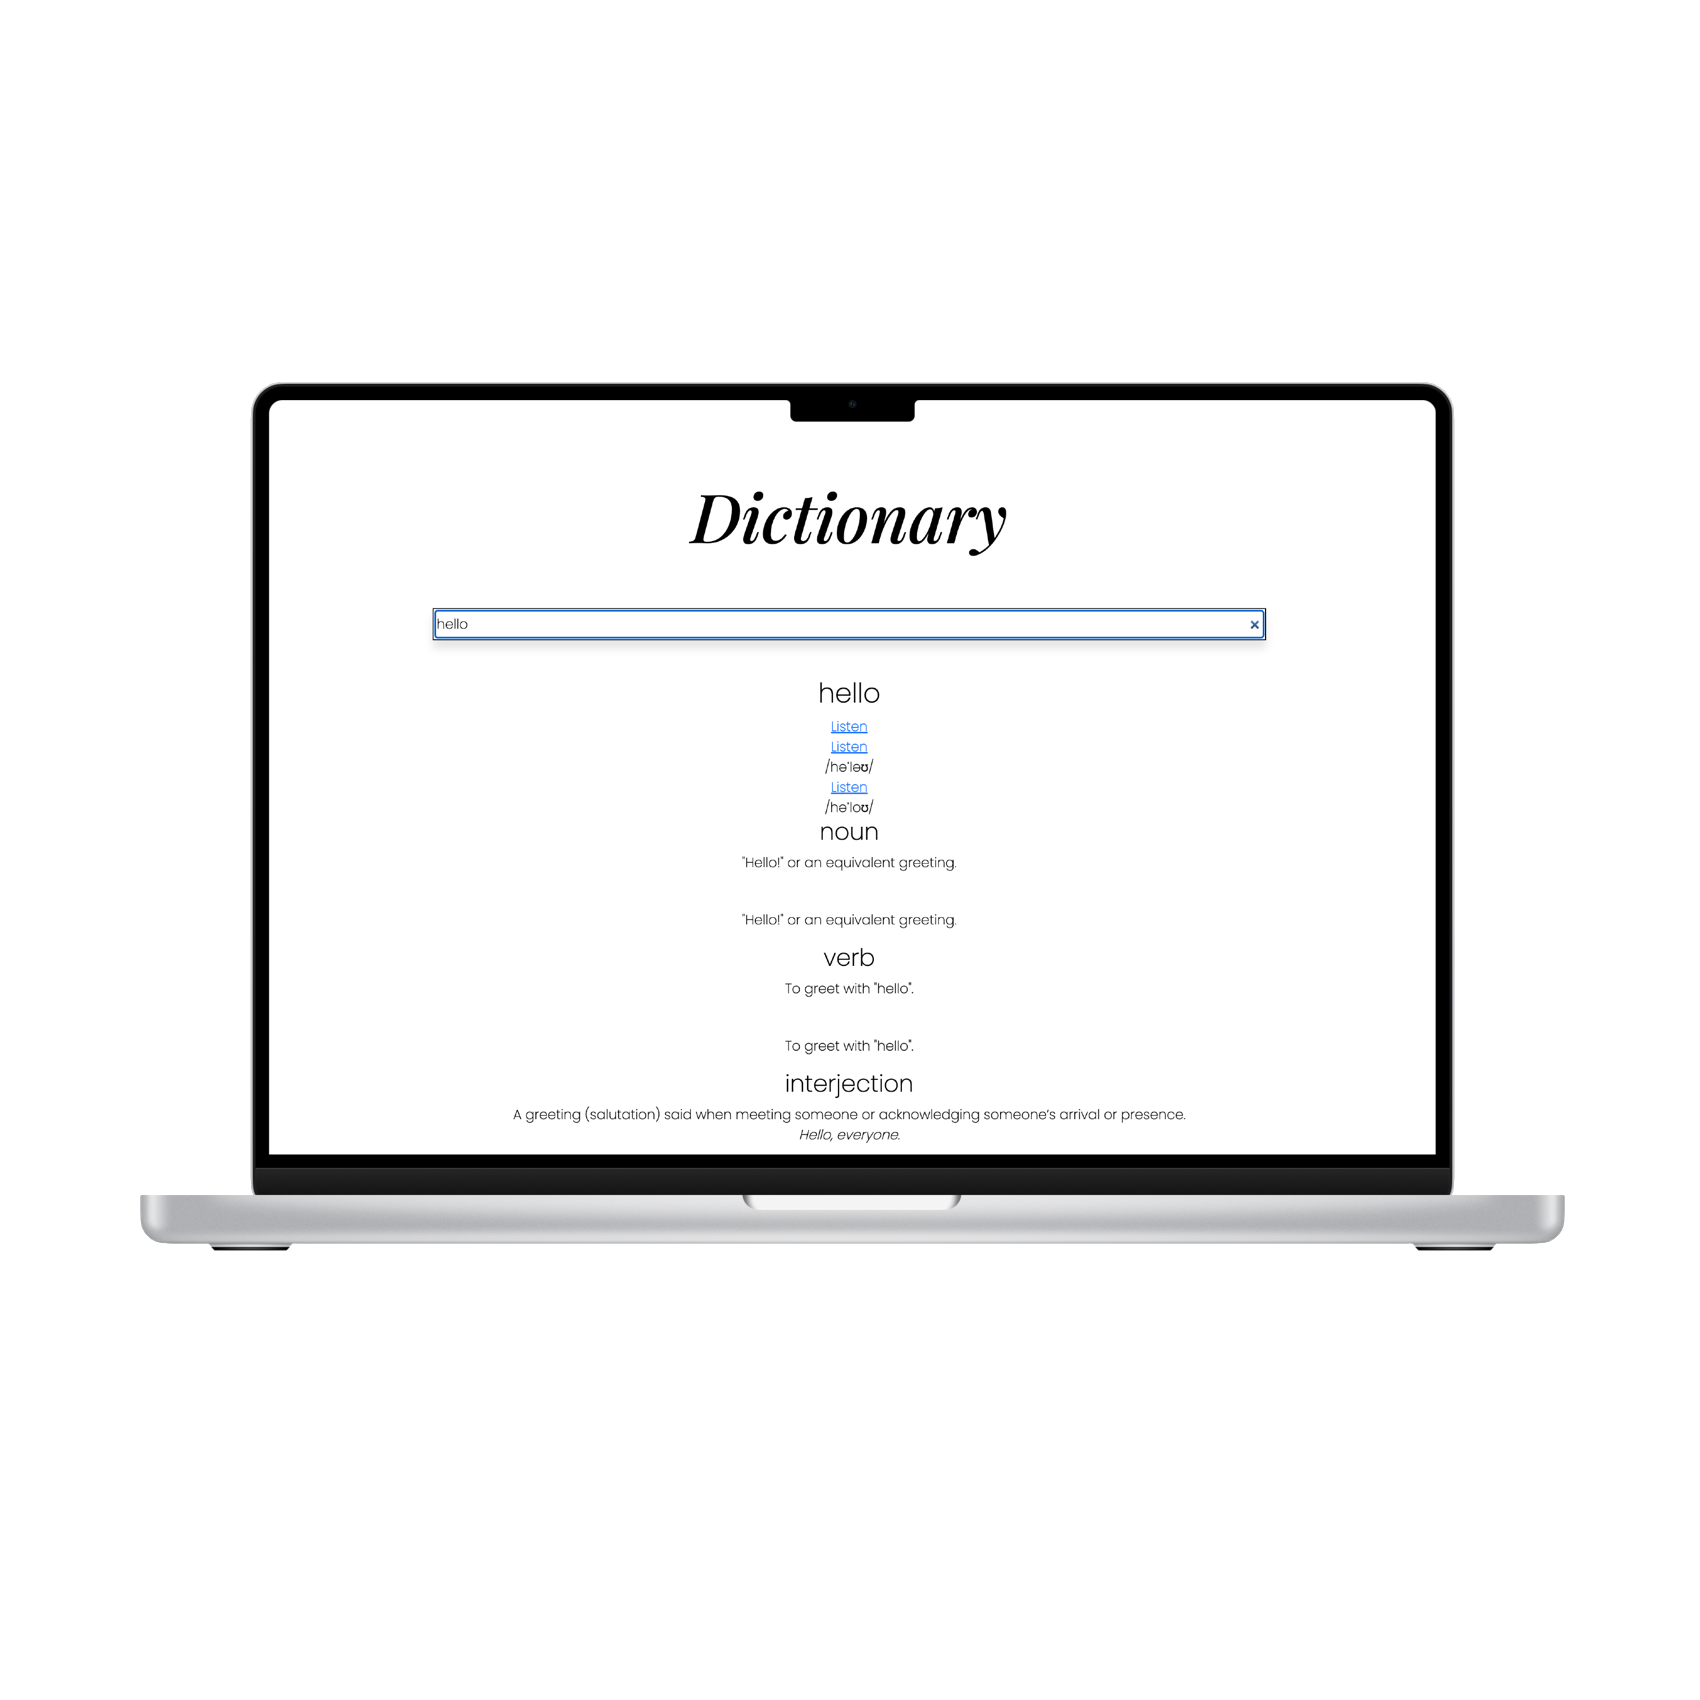 Dictionary
hello
hello
Listen
Listen
/həˈləʊ/
Listen
/həˈloʊ/
noun
"Hello!" or an equivalent greeting.
"Hello!" or an equivalent greeting.
verb
To greet with "hello".
To greet with "hello".
interjection
A greeting (salutation) said when meeting someone or acknowledging someone’s arrival or presence.
Hello, everyone.